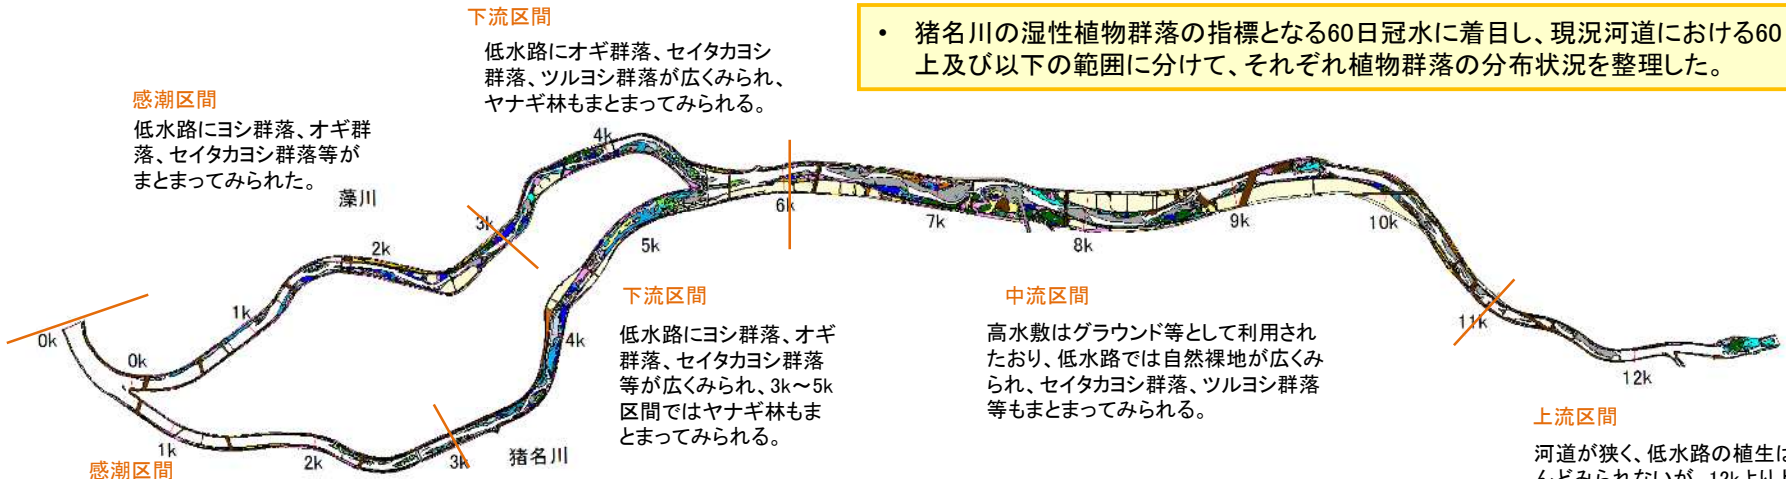 • 猪名川の湿性植物群落の指標となる60日冠水に着目し、現況河道における60
上及び以下の範囲に分けて、それぞれ植物群落の分布状況を整理した。
下流区間
低水路にオギ群落、セイタカヨシ
群落、ツルヨシ群落が広くみられ、
ヤナギ林もまとまってみられる。
感潮区間
低水路にヨシ群落、オギ群
落、セイタカヨシ群落等が
まとまってみられた。
藻川
4k
3k
2k
1k
0k
0k
6k
5k
7k
8k
9k
10k
11k
12k
4k
3k
2k
1k
猪名川
感潮区間
下流区間
低水路にヨシ群落、オギ
群落、セイタカヨシ群落
等が広くみられ、3k～5k
区間ではヤナギ林もま
とまってみられる。
中流区間
高水敷はグラウンド等として利用され
たおり、低水路では自然裸地が広くみ
られ、セイタカヨシ群落、ツルヨシ群落
等もまとまってみられる。
上流区間
河道が狭く、低水路の植生は
んどみられないが、12kより上